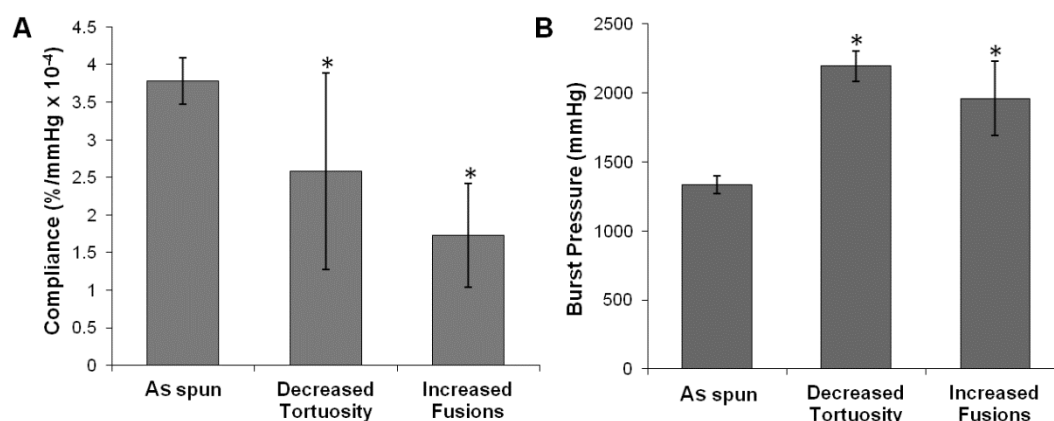 A
Compliance (%/mmHg x 10⁻⁴)
4.5
4
3.5
3
2.5
2
1.5
1
0.5
0
*
*
As spun
Decreased
Tortuosity
Increased
Fusions
B
Burst Pressure (mmHg)
2500
2000
1500
1000
500
0
*
*
As spun
Decreased
Tortuosity
Increased
Fusions